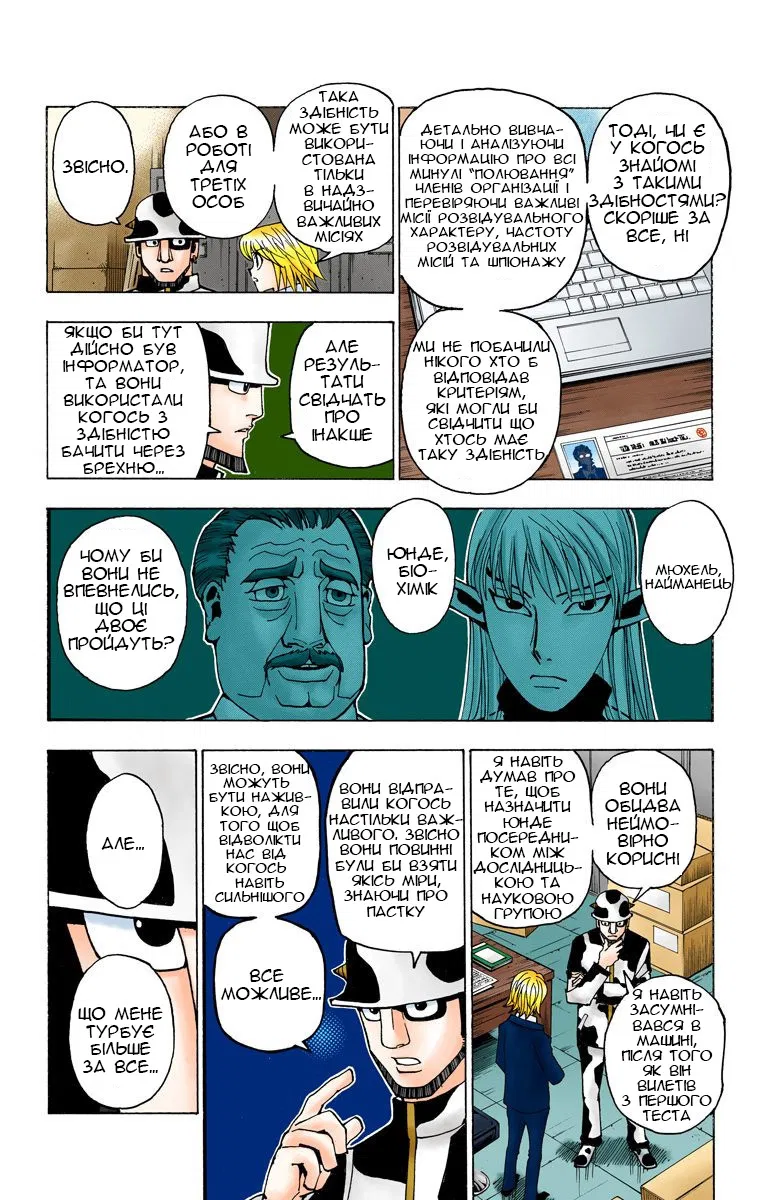 ТОДІ, ЧИ Є
У КОГОСЬ
ЗНАЙОМІ
З ТАКИМИ
ЗДІБНОСТЯМИ?
СКОРІШЕ ЗА
ВСЕ, НІ
ДЕТАЛЬНО ВИВЧА-
ЮЧИ І АНАЛІЗУЮЧИ
ІНФОРМАЦІЮ ПРО ВСІ
МИНУЛІ "ПОЛЮВАННЯ"
ЧЛЕНІВ ОРГАНІЗАЦІЇ І
ПЕРЕВІРЯЮЧИ ВАЖЛИВІ
МІСІЇ РОЗВІДУВАЛЬНОГО
ХАРАКТЕРУ, ЧАСТОТУ
РОЗВІДУВАЛЬНИХ
МІСІЙ ТА ШПІОНАЖУ
МИ НЕ ПОБАЧИЛИ
НІКОГО ХТО Б
ВІДПОВІДАВ
КРИТЕРІЯМ,
ЯКІ МОГЛИ БИ
СВІДЧИТИ ЩО
ХТОСЬ МАЄ
ТАКУ ЗДІБНІСТЬ
ТАКА
ЗДІБНІСТЬ
МОЖЕ БУТИ
ВИКОРИ-
СТОВАНА
ТІЛЬКИ
В НАДЗ-
ВИЧАЙНО
ВАЖЛИВИХ
МІСІЯХ
АБО В
РОБОТІ
ДЛЯ
ТРЕТІХ
ОСОБ
ЗВІСНО.
АЛЕ
РЕЗУЛЬ-
ТАТИ
СВІДЧАТЬ
ПРО
ІНАКШЕ
ЯКЩО БИ ТУТ
ДІЙСНО БУВ
ІНФОРМАТОР,
ТА ВОНИ
ВИКОРИСТАЛИ
КОГОСЬ З
ЗДІБНІСТЮ
БАЧИТИ ЧЕРЕЗ
БРЕХНЮ...
МЮХЕЛЬ,
НАЙМАНЕЦЬ
ЮНДЕ,
БІО-
ХІМІК
ЧОМУ БИ
ВОНИ НЕ
ВПЕВНЕЛИСЬ,
ЩО ЦІ
ДВОЄ
ПРОЙДУТЬ?
ВОНИ
ОБИДВА
НЕЙМО-
ВІРНО
КОРИСНІ
Я НАВІТЬ
ДУМАВ ПРО
ТЕ, ЩОБ
НАЗНАЧИТИ
ЮНДЕ
ПОСЕРЕДНИ-
КОМ МІЖ
ДОСЛІДНИЦЬ-
КОЮ ТА
НАУКОВОЮ
ГРУПОЮ
Я НАВІТЬ
ЗАСУМНІ-
ВАВСЯ В
МАШИНІ,
ПІСЛЯ ТОГО
ЯК ВІН
ВИЛЕТІВ
З ПЕРШОГО
ТЕСТА
ВОНИ ВІДПРА-
ВИЛИ КОГОСЬ
НАСТІЛЬКИ ВАЖ-
ЛИВОГО. ЗВІСНО
ВОНИ ПОВИННІ
БУЛИ БИ ВЗЯТИ
ЯКІСЬ МІРИ,
ЗНАЮЧИ ПРО
ПАСТКУ
ЗВІСНО, ВОНИ
МОЖУТЬ
БУТИ НАЖИВ-
КОЮ, ДЛЯ
ТОГО ЩОБ
ВІДВОЛІКТИ
НАС ВІД
КОГОСЬ
НАВІТЬ
СИЛЬНІШОГО
ВСЕ
МОЖЛИВЕ...
АЛЕ...
ЩО МЕНЕ
ТУРБУЄ
БІЛЬШЕ
ЗА ВСЕ...